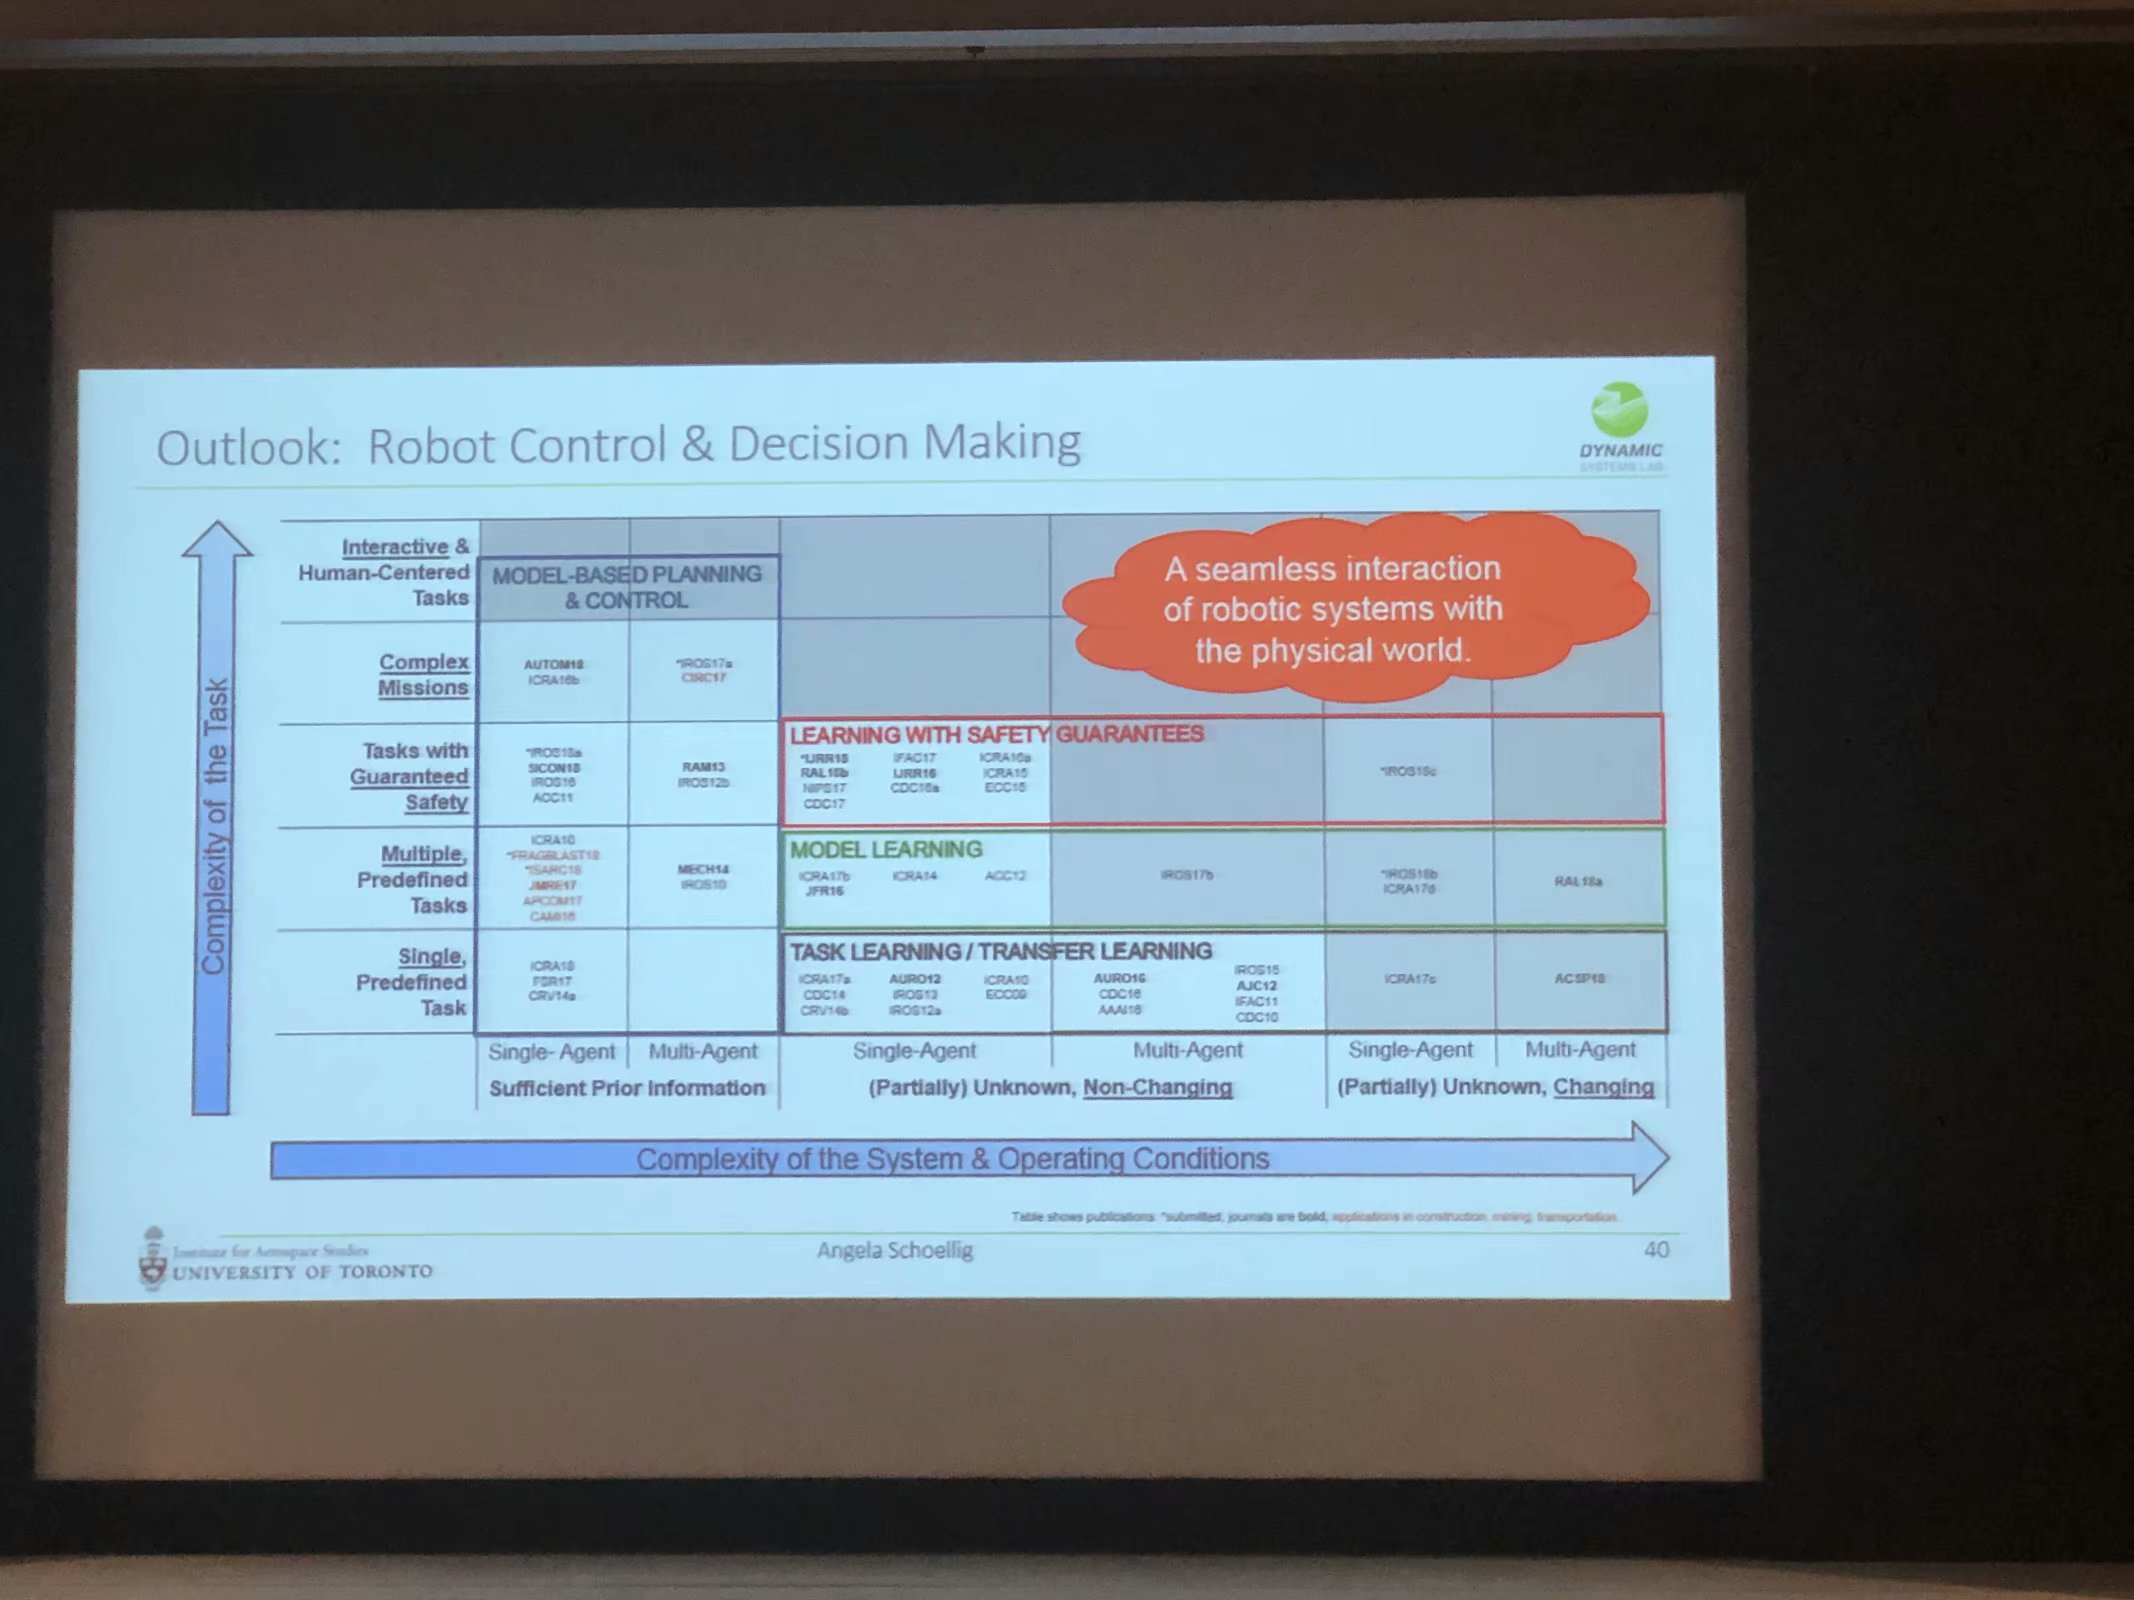 Outlook: Robot Control & Decision Making
DYNAMIC
SYSTEMS LAB
Complexity of the Task
Interactive &
Human-Centered
Tasks
MODEL-BASED PLANNING
& CONTROL
A seamless interaction
of robotic systems with
the physical world.
Complex
Missions
AUTOM18
ICRA16b
*IROS17a
CIRC17
Tasks with
Guaranteed
Safety
*IROS18a
SICON18
IROS16
ACC11
RAM13
IROS12b
LEARNING WITH SAFETY GUARANTEES
*IJRR18 IFAC17 ICRA16a
RAL18b IJRR16 ICRA15
NIPS17 CDC16a ECC15
CDC17
*IROS18c
Multiple,
Predefined
Tasks
ICRA10
*FRAGBLAST18
*ISARC18
JMRE17
APCOM17
CAMI16
MECH14
IROS10
MODEL LEARNING
ICRA17b ICRA14 ACC12
JFR16
IROS17b
*IROS18b
ICRA17d
RAL18a
Single,
Predefined
Task
ICRA18
FSR17
CRV14a
TASK LEARNING / TRANSFER LEARNING
ICRA17a AURO12 ICRA10
CDC14 IROS13 ECC09
CRV14b IROS12a
AURO16
CDC16
AAAI18
IROS15
AJC12
IFAC11
CDC10
ICRA17c
ACSP18
Single-Agent Multi-Agent Single-Agent Multi-Agent Single-Agent Multi-Agent
Sufficient Prior Information (Partially) Unknown, Non-Changing (Partially) Unknown, Changing
Complexity of the System & Operating Conditions
Table shows publications: *submitted, journals are bold, applications in construction, mining, transportation
Institute for Aerospace Studies
UNIVERSITY OF TORONTO
Angela Schoellig
40